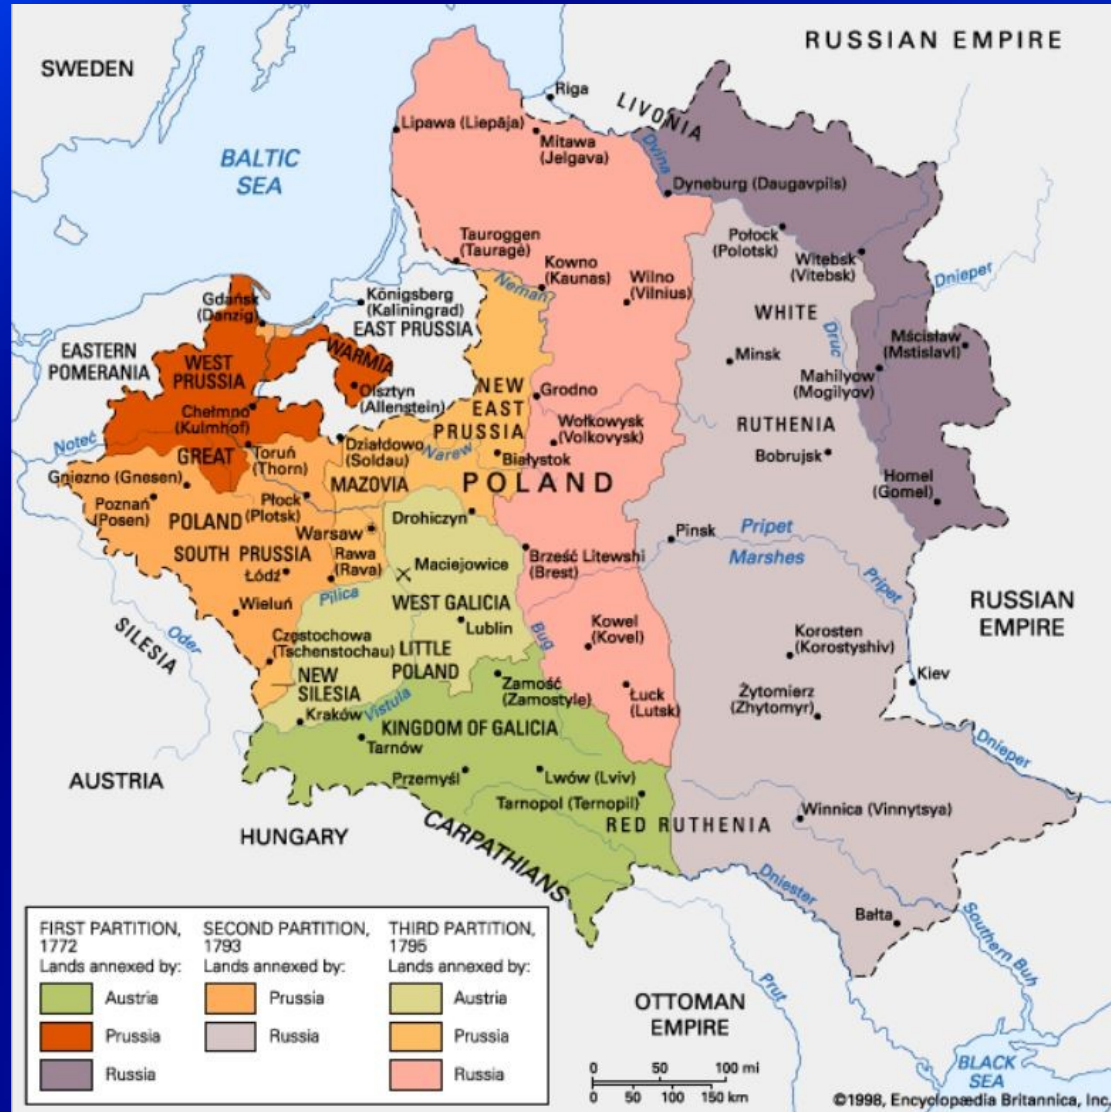 RUSSIAN EMPIRE
SWEDEN
Riga
LIVONIA
Lipawa (Liepāja)
Mitawa
(Jelgava)
BALTIC
SEA
Dvina
Dyneburg (Daugavpils)
Tauroggen
(Tauragė)
Połock
(Polotsk)
Witebsk
(Vitebsk)
Kowno
(Kaunas)
Wilno
(Vilnius)
Dnieper
Neman
Gdańsk
(Danzig)
Königsberg
(Kaliningrad)
EAST PRUSSIA
WHITE
Druc
Mścisław
(Mstislavl)
EASTERN
POMERANIA
WEST
PRUSSIA
WARMIA
Minsk
Mahilyow
(Mogilyov)
Olsztyn
(Allenstein)
NEW
EAST
PRUSSIA
Grodno
Chełmno
(Kulmhof)
Wołkowysk
(Volkovysk)
RUTHENIA
Noteć
GREAT
Toruń
(Thorn)
Działdowo
(Soldau)
Narew
Białystok
Bobrujsk
Gniezno (Gnesen)
MAZOVIA
POLAND
Homel
(Gomel)
Poznań
(Posen)
Płock
(Plotsk)
POLAND
Drohiczyn
Warsaw
Pinsk
Pripet
Marshes
SOUTH PRUSSIA
Rawa
(Rava)
Brześć Litewshi
(Brest)
Łódź
Maciejowice
Pripet
Pilica
WEST GALICIA
RUSSIAN
EMPIRE
Wieluń
Lublin
Kowel
(Kovel)
SILESIA
Oder
Bug
Korosten
(Korostyshiv)
Częstochowa
(Tschenstochau)
LITTLE
POLAND
Kiev
NEW
SILESIA
Zamość
(Zamostyle)
Łuck
(Lutsk)
Żytomierz
(Zhytomyr)
Kraków
Vistula
KINGDOM OF GALICIA
Tarnów
Dnieper
AUSTRIA
Przemyśl
Lwów (Lviv)
Tarnopol (Ternopil)
Winnica (Vinnytsya)
HUNGARY
CARPATHIANS
RED RUTHENIA
Dniester
Bałta
Southern Buh
FIRST PARTITION,
1772
Lands annexed by:
Austria
Prussia
Russia
SECOND PARTITION,
1793
Lands annexed by:
Prussia
Russia
THIRD PARTITION,
1795
Lands annexed by:
Austria
Prussia
Russia
Prut
OTTOMAN
EMPIRE
0 100 mi
0 50 100 150 km
BLACK
SEA
©1998, Encyclopædia Britannica, Inc.